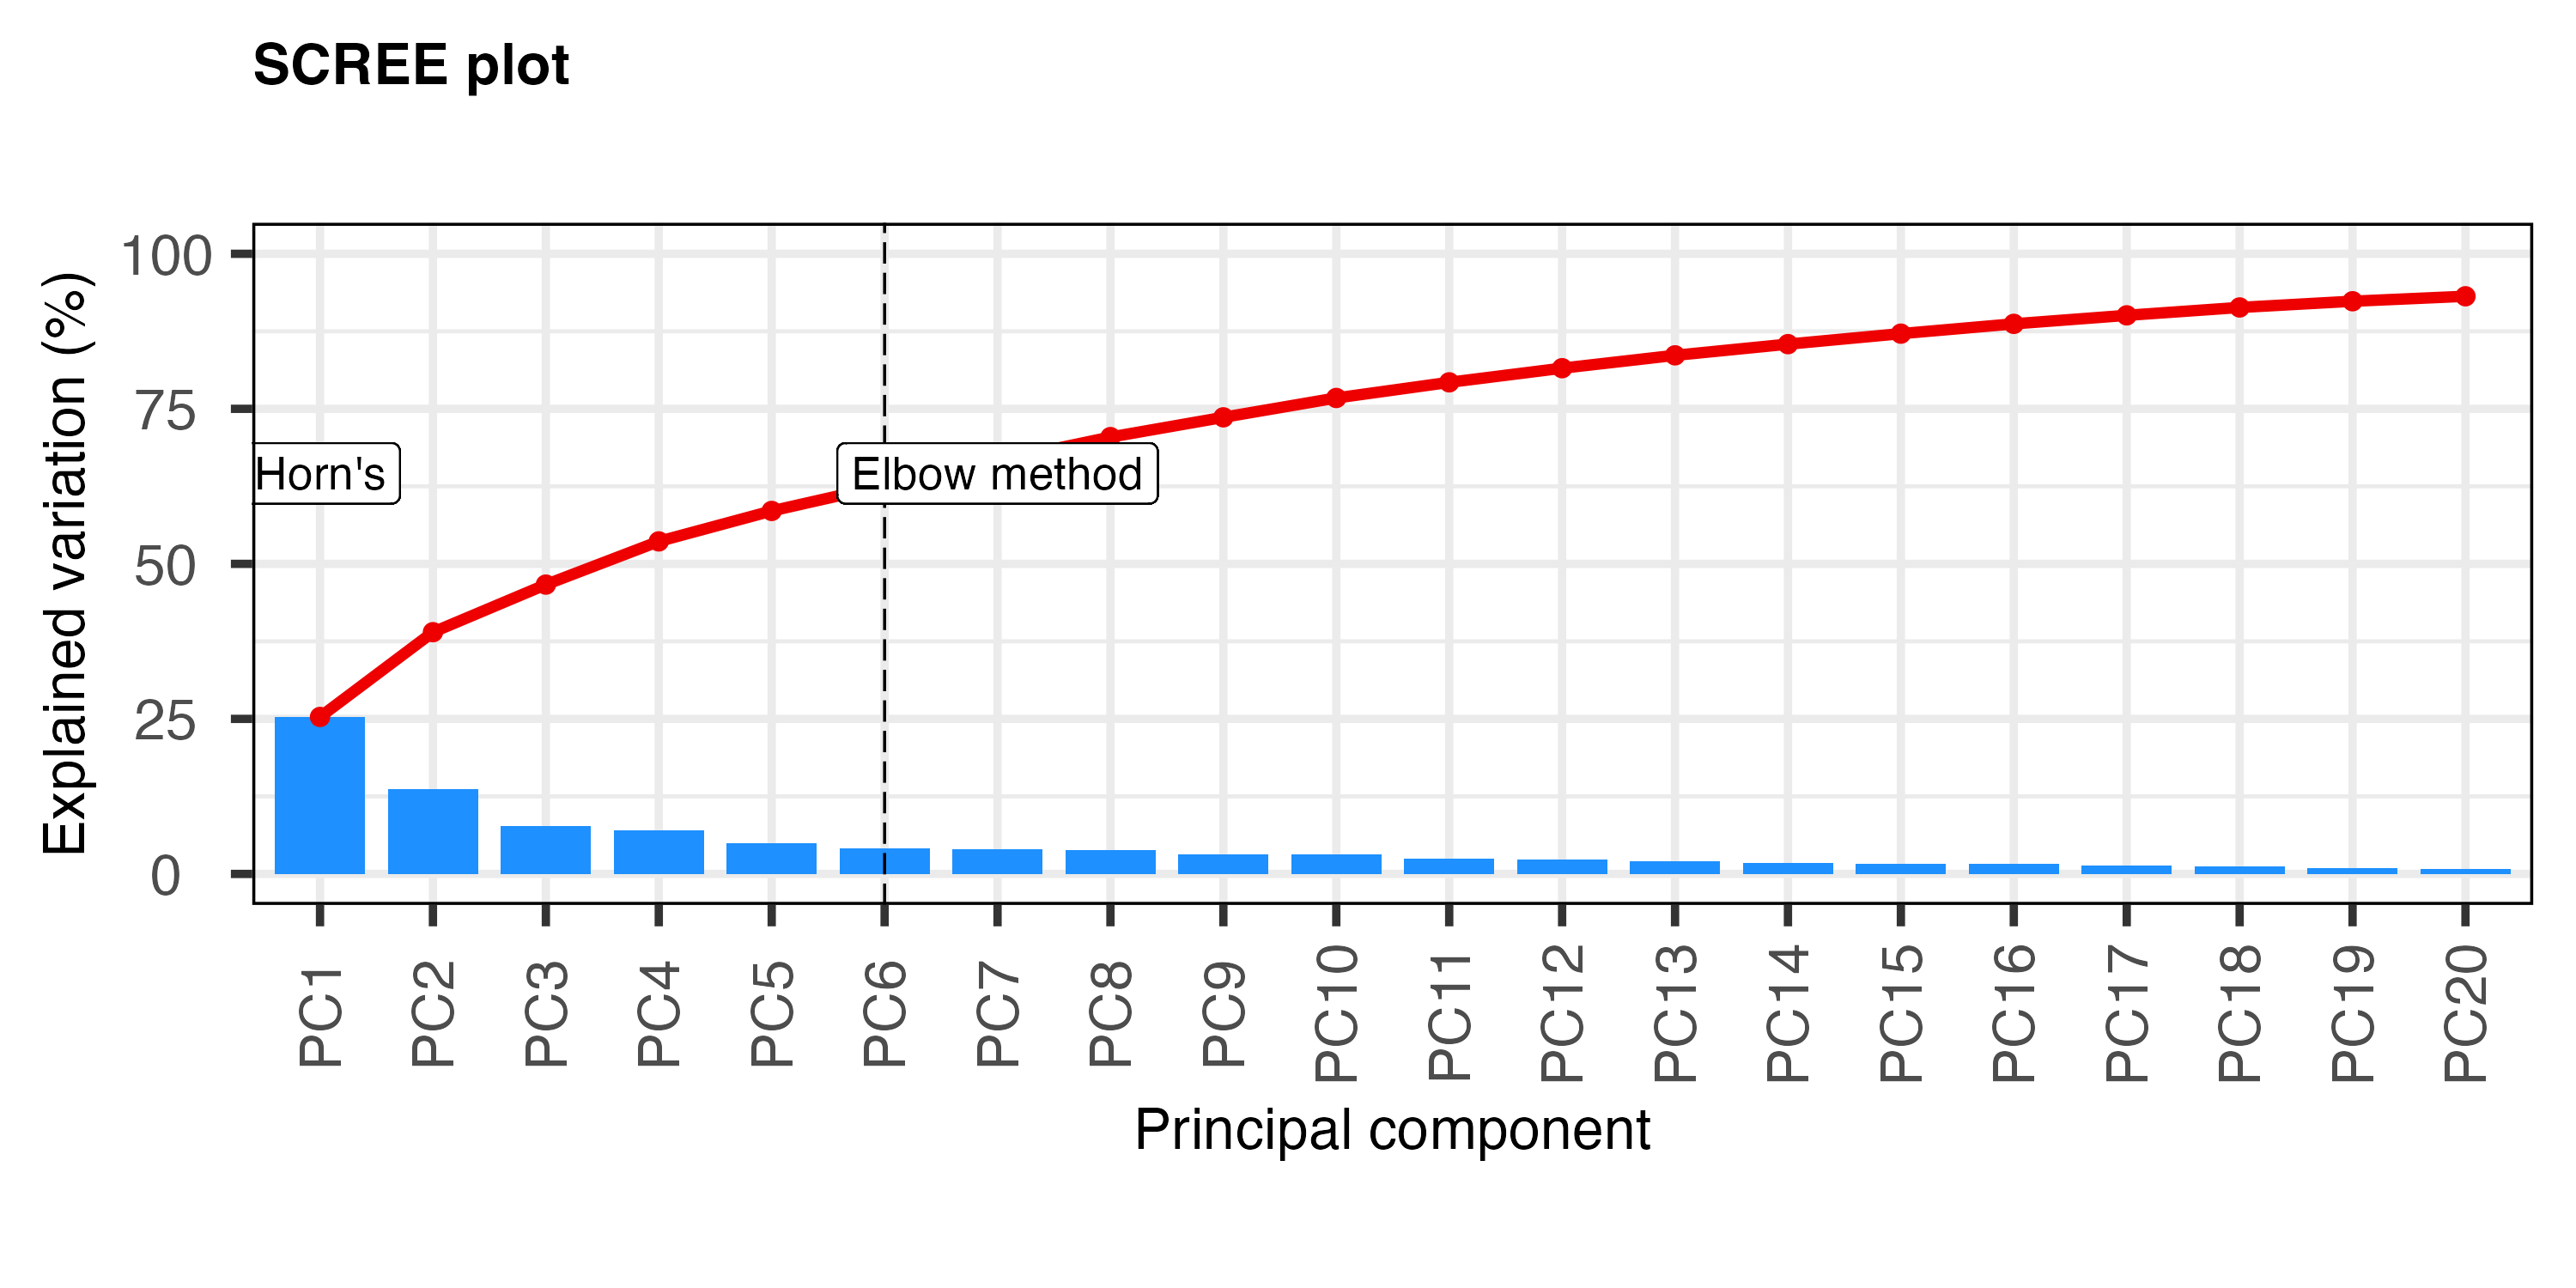 SCREE plot
Explained variation (%)
100
75
50
25
0
Horn's
Elbow method
PC1
PC2
PC3
PC4
PC5
PC6
PC7
PC8
PC9
PC10
PC11
PC12
PC13
PC14
PC15
PC16
PC17
PC18
PC19
PC20
Principal component